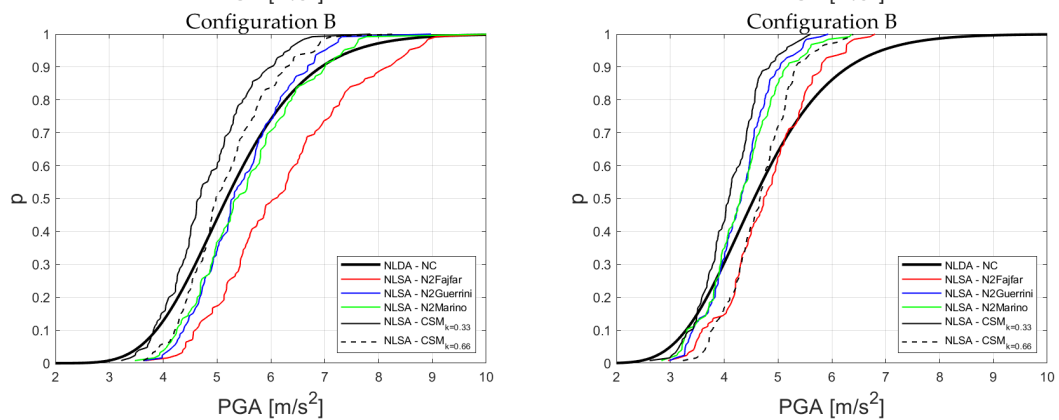 Configuration B
p
1
0.9
0.8
0.7
0.6
0.5
0.4
0.3
0.2
0.1
0
NLDA - NC
NLSA - N2Fajfar
NLSA - N2Guerrini
NLSA - N2Marino
NLSA - CSM k=0.33
NLSA - CSM k=0.66
2 3 4 5 6 7 8 9 10
PGA [m/s²]
Configuration B
p
1
0.9
0.8
0.7
0.6
0.5
0.4
0.3
0.2
0.1
0
NLDA - NC
NLSA - N2Fajfar
NLSA - N2Guerrini
NLSA - N2Marino
NLSA - CSM k=0.33
NLSA - CSM k=0.66
2 3 4 5 6 7 8 9 10
PGA [m/s²]